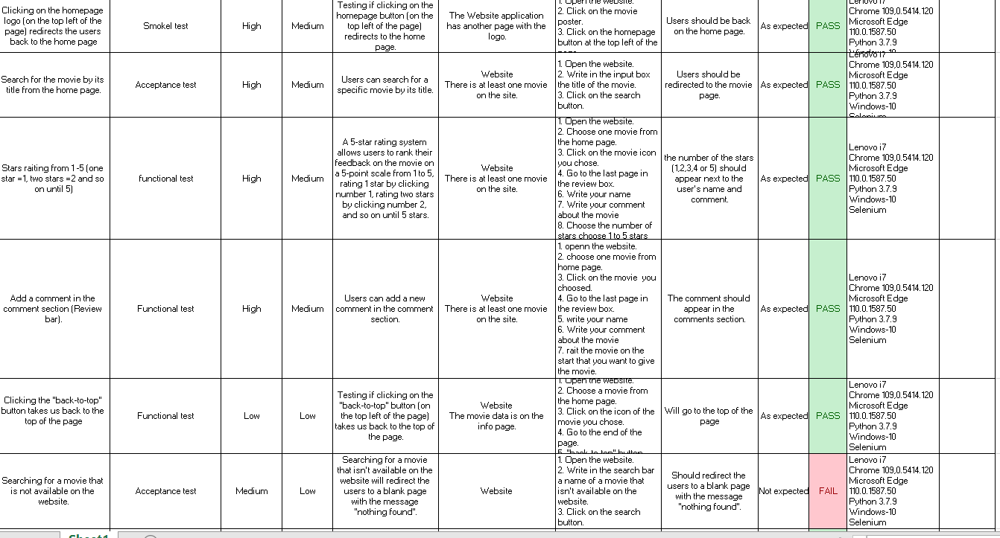 Clicking on the homepage
logo (on the top left of the
page) redirects the users
back to the home page
Smokel test
High
Medium
Testing if clicking on the
homepage button (on the
top left of the page)
redirects to the home
page.
The Website application
has another page with the
logo.
1. Open the website.
2. Click on the movie
poster.
3. Click on the homepage
button at the top left of the
Users should be back
on the home page.
As expected
PASS
Lenovo i7
Chrome 109,0.5414.120
Microsoft Edge
110.0.1587.50
Python 3.7.9
Windows-10
Search for the movie by its
title from the home page.
Acceptance test
High
Medium
Users can search for a
specific movie by its title.
Website
There is at least one movie
on the site.
1. Open the website.
2. Write in the input box
the title of the movie.
3. Click on the search
button.
Users should be
redirected to the movie
page.
As expected
PASS
Lenovo i7
Chrome 109,0.5414.120
Microsoft Edge
110.0.1587.50
Python 3.7.9
Windows-10
Selenium
Stars raiting from 1-5 (one
star =1, two stars =2 and so
on until 5)
functional test
High
Medium
A 5-star rating system
allows users to rank their
feedback on the movie on
a 5-point scale from 1 to 5,
rating 1 star by clicking
number 1, rating two stars
by clicking number 2,
and so on until 5 stars.
Website
There is at least one movie
on the site.
1. Open the website.
2. Choose one movie from
the home page.
3. Click on the movie icon
you chose.
4. Go to the last page in
the review box.
6. Write your name
7. Write your comment
about the movie
8. Choose the number of
stars choose 1 to 5 stars
the number of the stars
(1,2,3,4 or 5) should
appear next to the
user's name and
comment.
As expected
PASS
Lenovo i7
Chrome 109,0.5414.120
Microsoft Edge
110.0.1587.50
Python 3.7.9
Windows-10
Selenium
Add a comment in the
comment section (Review
bar).
Functional test
High
Medium
Users can add a new
comment in the comment
section.
Website
There is at least one movie
on the site.
1. openn the website.
2. choose one movie from
home page.
3. Click on the movie  you
choosed.
4. Go to the last page in
the review box.
5. write your name
6. Write your comment
about the movie
7. rait the movie on the
start that you want to give
the movie.
The comment should
appear in the
comments section.
As expected
PASS
Lenovo i7
Chrome 109,0.5414.120
Microsoft Edge
110.0.1587.50
Python 3.7.9
Windows-10
Selenium
Clicking the "back-to-top"
button takes us back to the
top of the page
Functional test
Low
Low
Testing if clicking on the
"back-to-top" button (on
the top left of the page)
takes us back to the top of
the page.
Website
The movie data is on the
info page.
1. Open the website.
2. Choose a movie from
the home page.
3. Click on the icon of the
movie you chose.
4. Go to the end of the
page.
5. "back-to-top" button
Will go to the top of the
page
As expected
PASS
Lenovo i7
Chrome 109,0.5414.120
Microsoft Edge
110.0.1587.50
Python 3.7.9
Windows-10
Selenium
Searching for a movie that
is not available on the
website.
Acceptance test
Medium
Low
Searching for a movie
that isn't available on the
website will redirect the
users to a blank page
with the message
"nothing found".
Website
1. Open the website.
2. Write in the search bar
a name of a movie that
isn't available on the
website.
3. Click on the search
button.
Should redirect the
users to a blank page
with the message
"nothing found".
Not expected
FAIL
Lenovo i7
Chrome 109,0.5414.120
Microsoft Edge
110.0.1587.50
Python 3.7.9
Windows-10
Selenium
Sheet1